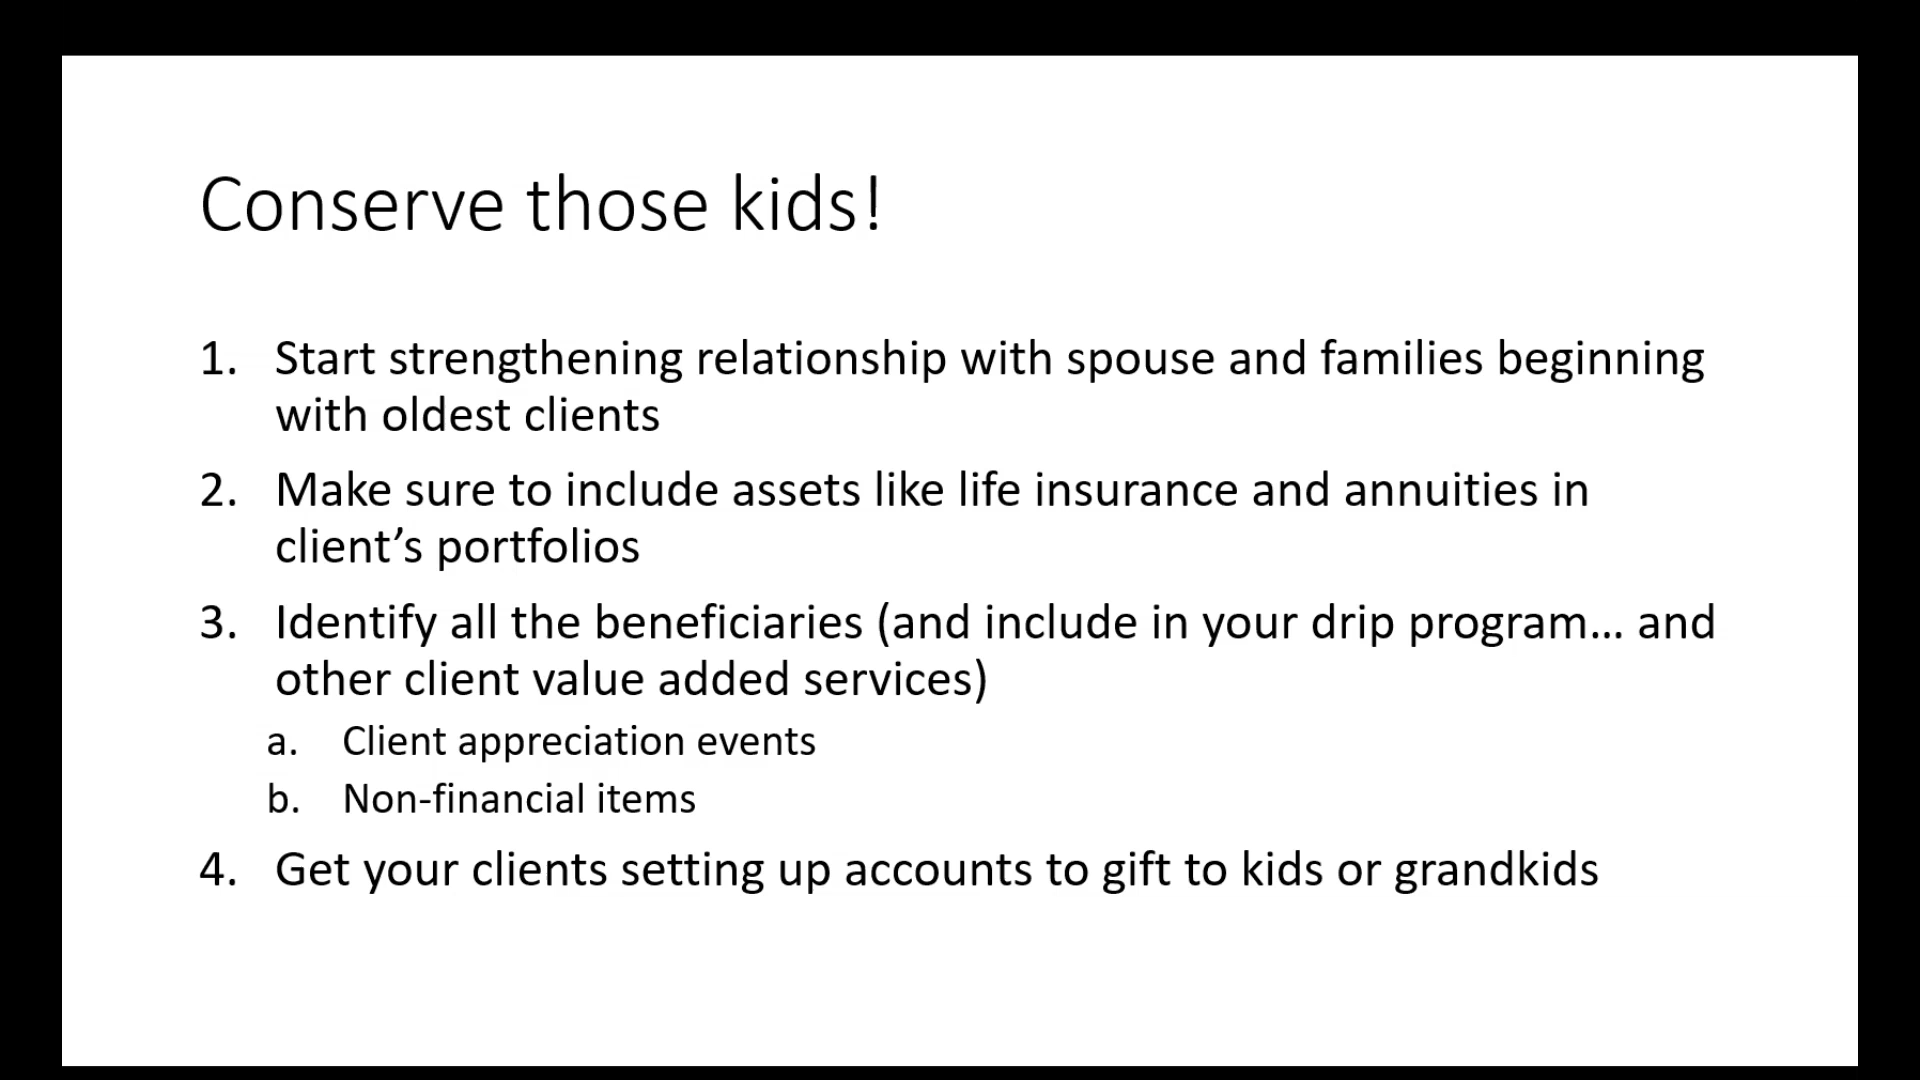 Conserve those kids!
1. Start strengthening relationship with spouse and families beginning
with oldest clients
2. Make sure to include assets like life insurance and annuities in
client’s portfolios
3. Identify all the beneficiaries (and include in your drip program… and
other client value added services)
a. Client appreciation events
b. Non-financial items
4. Get your clients setting up accounts to gift to kids or grandkids